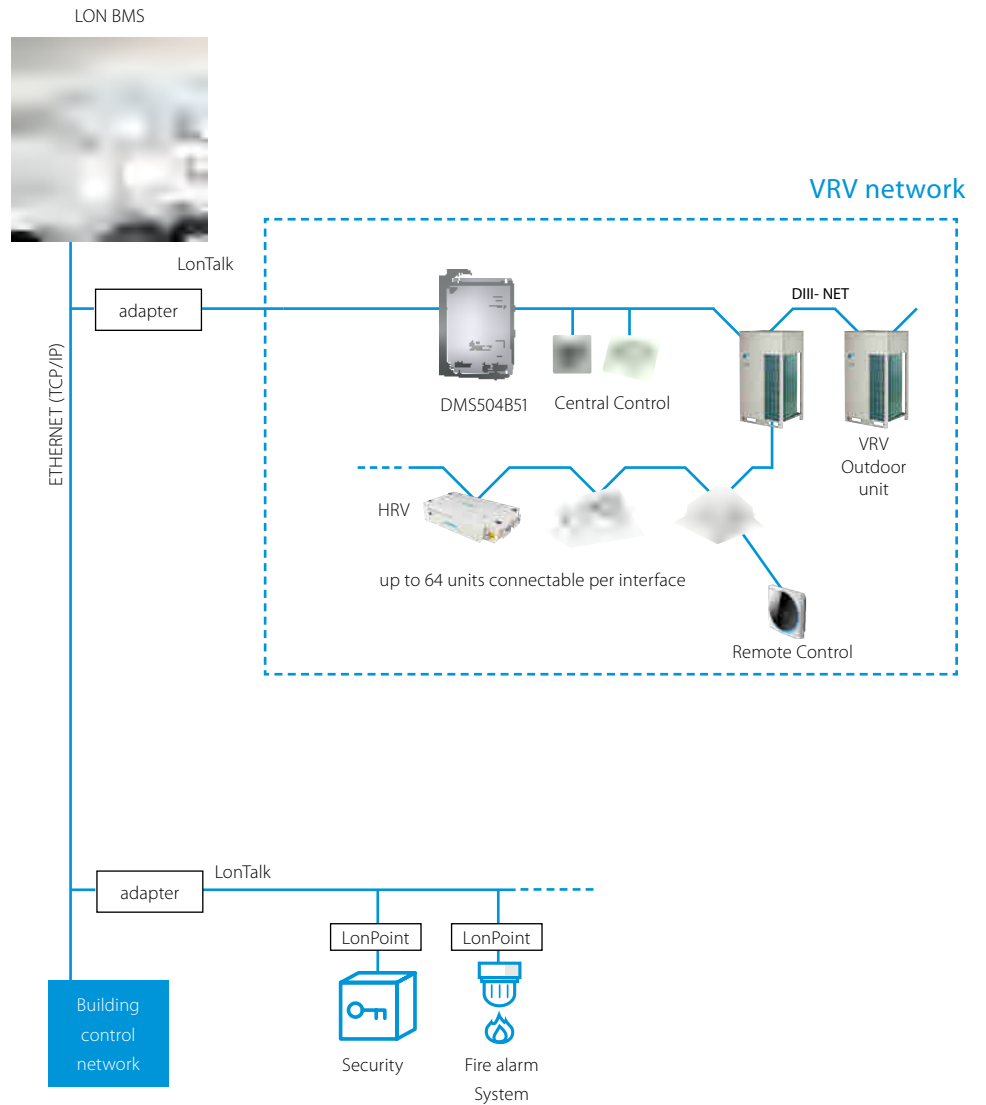 LON BMS
VRV network
LonTalk
adapter
DIII- NET
ETHERNET (TCP/IP)
DMS504B51
Central Control
VRV
Outdoor
unit
HRV
up to 64 units connectable per interface
Remote Control
LonTalk
adapter
LonPoint
LonPoint
Building
control
network
Security
Fire alarm
System